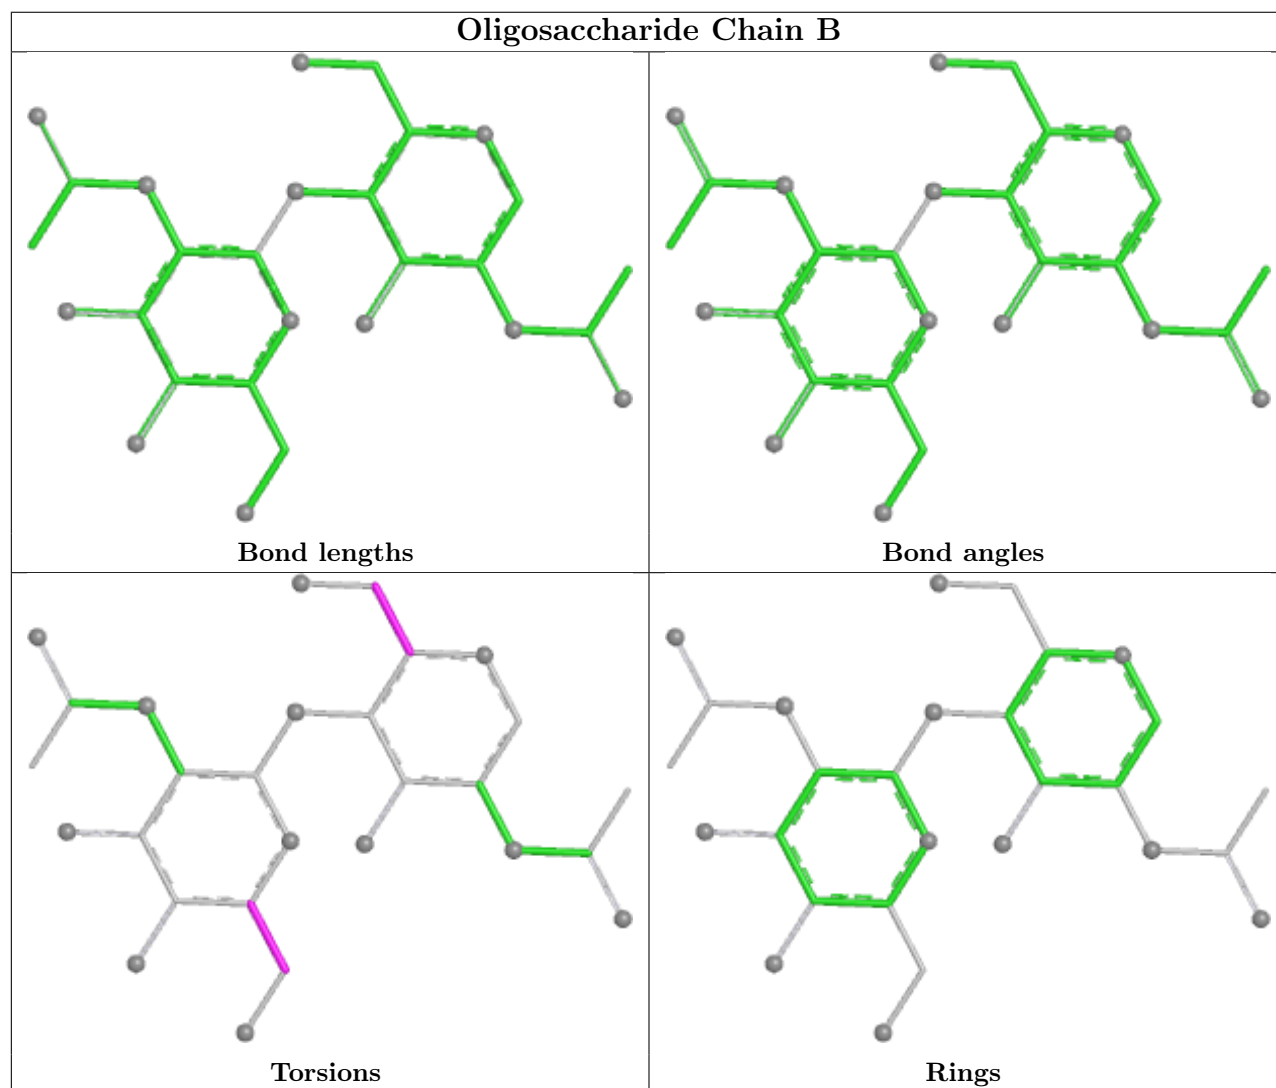 Oligosaccharide Chain B
Bond lengths
Bond angles
Torsions
Rings